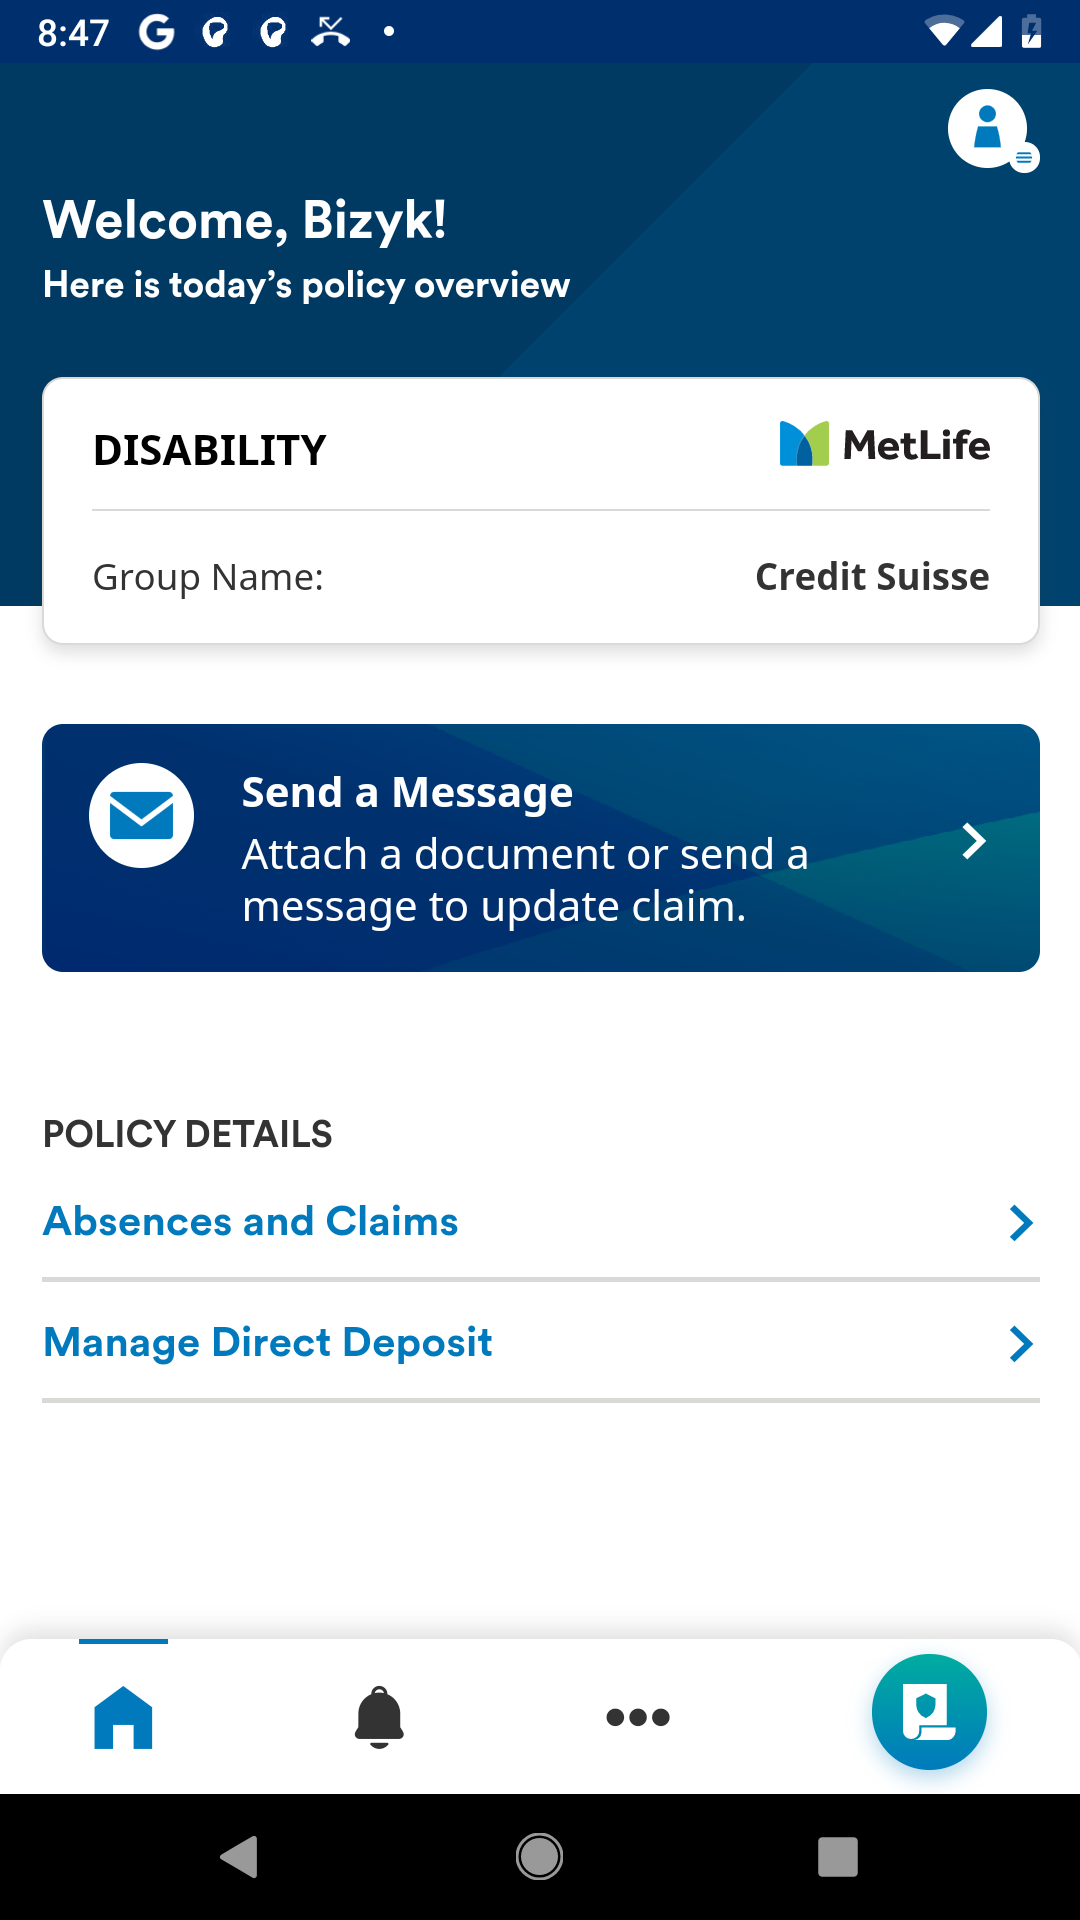 8:47
Welcome, Bizyk!
Here is today’s policy overview
DISABILITY
MetLife
Group Name:
Credit Suisse
Send a Message
Attach a document or send a
message to update claim.
POLICY DETAILS
Absences and Claims
Manage Direct Deposit